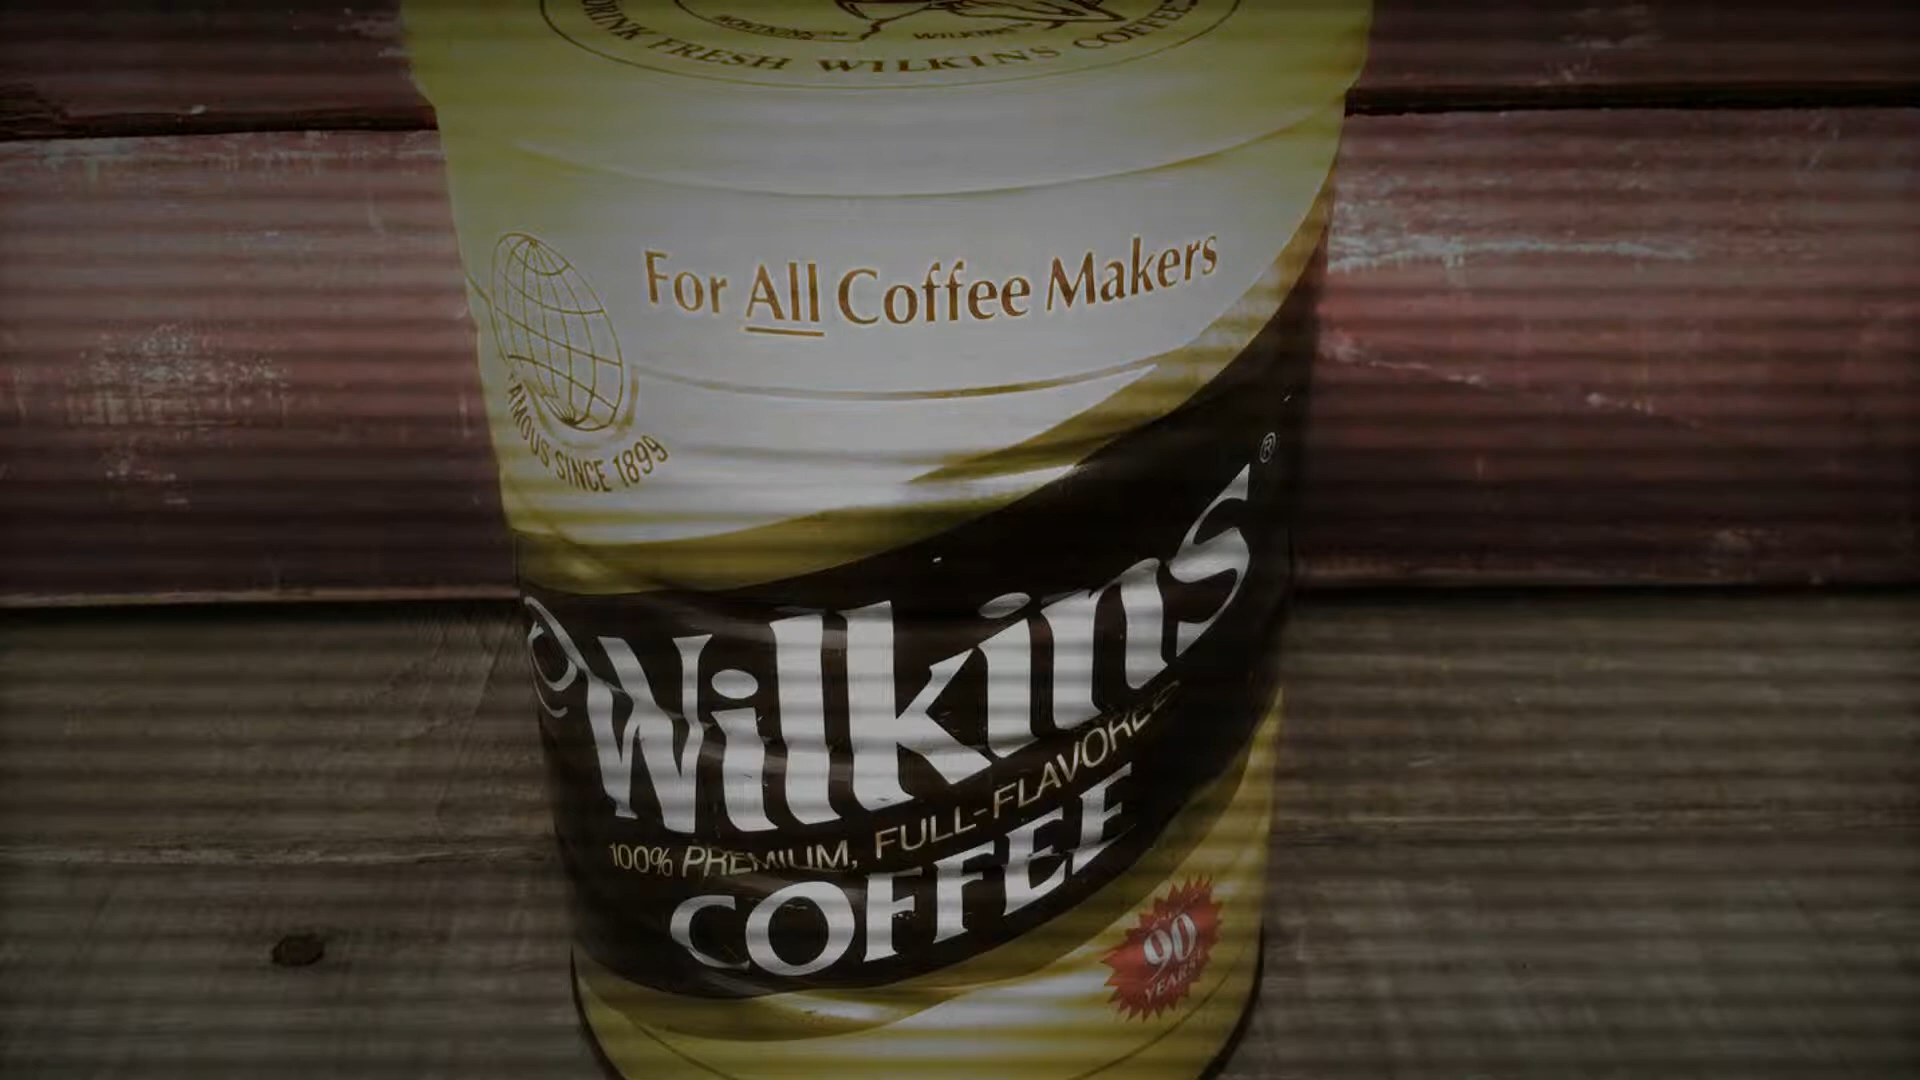 DRINK FRESH WILKINS COFFEE
WILKINS
For All Coffee Makers
FAMOUS SINCE 1899
Wilkins®
100% PREMIUM, FULL-FLAVORED
COFFEE
90
YEARS